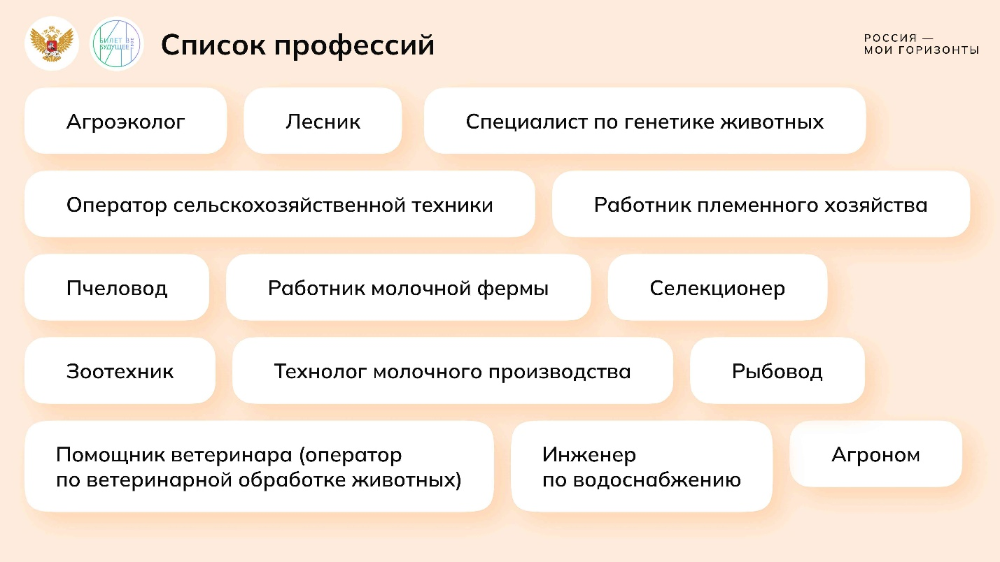 БИЛЕТ В
БУДУЩЕЕ
Список профессий
РОССИЯ —
МОИ ГОРИЗОНТЫ
Агроэколог
Лесник
Специалист по генетике животных
Оператор сельскохозяйственной техники
Работник племенного хозяйства
Пчеловод
Работник молочной фермы
Селекционер
Зоотехник
Технолог молочного производства
Рыбовод
Помощник ветеринара (оператор
по ветеринарной обработке животных)
Инженер
по водоснабжению
Агроном